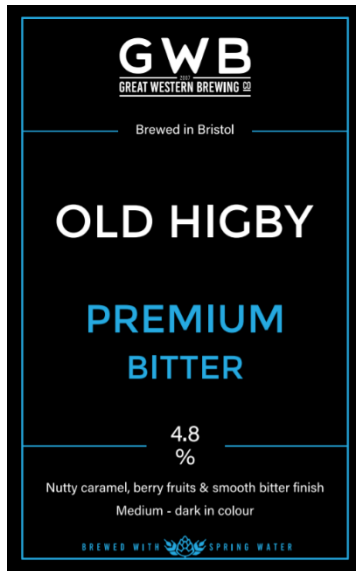 GWB
2007
GREAT WESTERN BREWING CO
Brewed in Bristol
OLD HIGBY
PREMIUM
BITTER
4.8
%
Nutty caramel, berry fruits & smooth bitter finish
Medium - dark in colour
BREWED WITH SPRING WATER